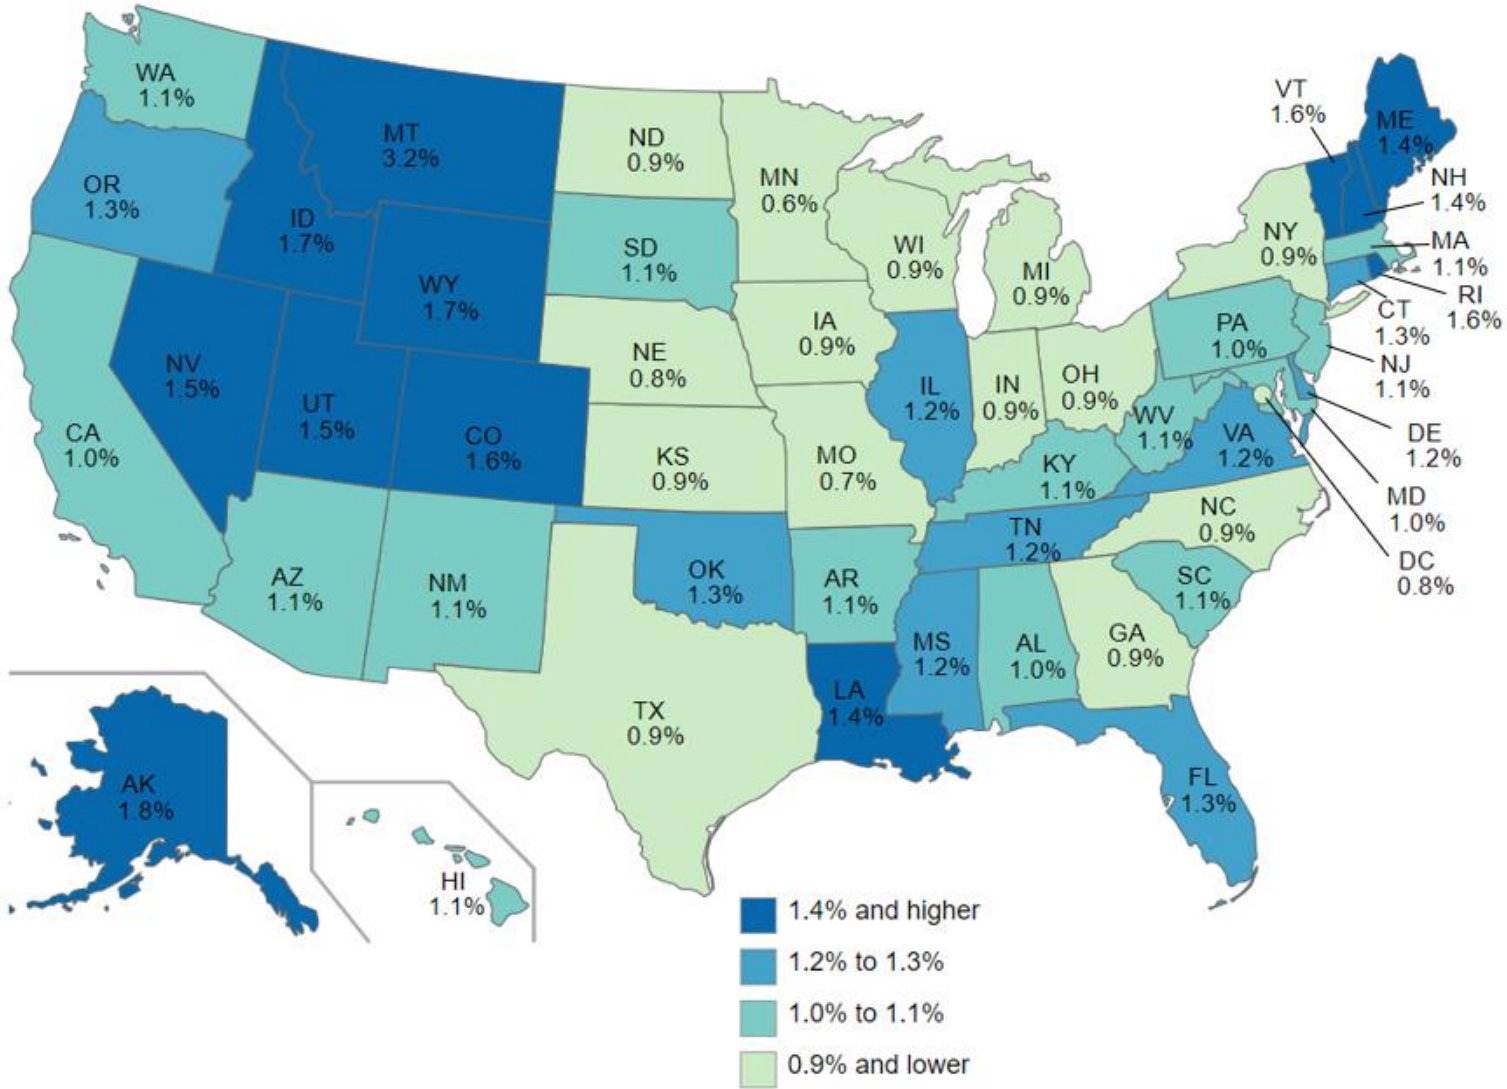 WA
1.1%
MT
3.2%
ND
0.9%
MN
0.6%
VT
1.6%
ME
1.4%
OR
1.3%
ID
1.7%
NH
1.4%
SD
1.1%
WI
0.9%
NY
0.9%
MA
1.1%
WY
1.7%
MI
0.9%
RI
1.6%
CT
1.3%
NV
1.5%
NE
0.8%
IA
0.9%
PA
1.0%
NJ
1.1%
UT
1.5%
IL
1.2%
IN
0.9%
OH
0.9%
CA
1.0%
CO
1.6%
KS
0.9%
MO
0.7%
WV
1.1%
VA
1.2%
DE
1.2%
KY
1.1%
MD
1.0%
NC
0.9%
TN
1.2%
DC
0.8%
AZ
1.1%
NM
1.1%
OK
1.3%
AR
1.1%
SC
1.1%
MS
1.2%
AL
1.0%
GA
0.9%
TX
0.9%
LA
1.4%
AK
1.8%
FL
1.3%
HI
1.1%
1.4% and higher
1.2% to 1.3%
1.0% to 1.1%
0.9% and lower